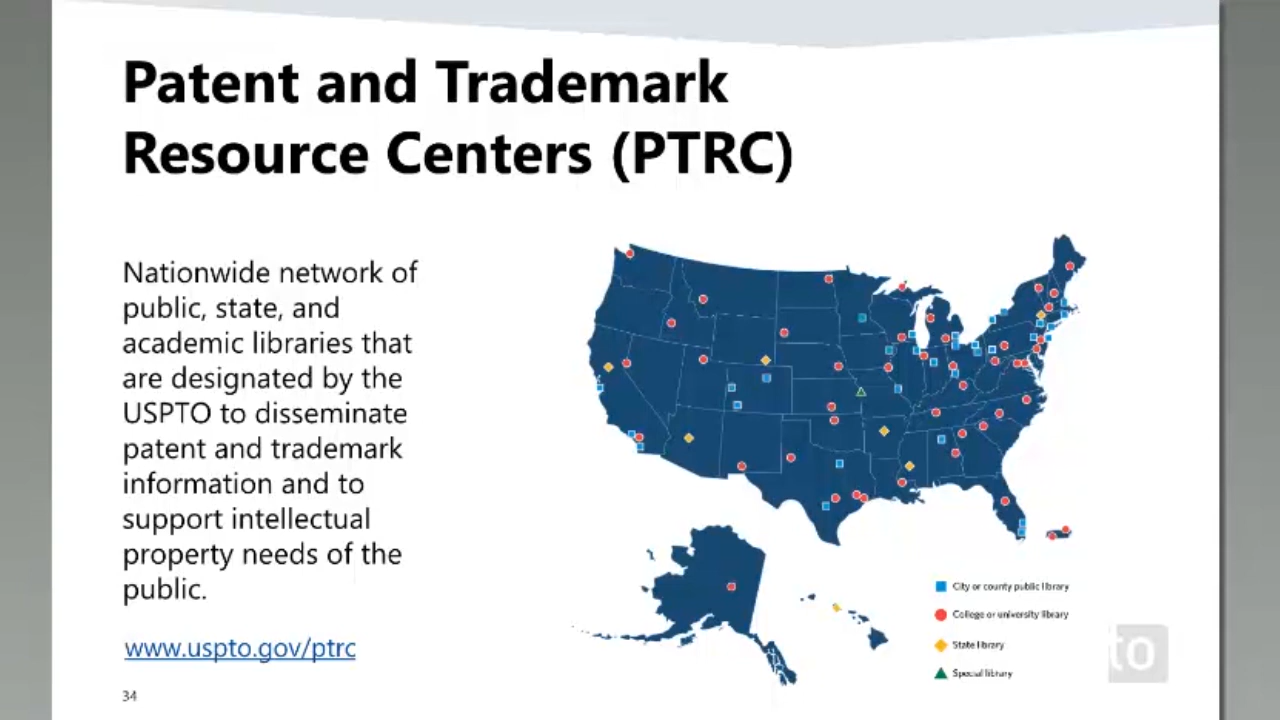 Patent and Trademark
Resource Centers (PTRC)
Nationwide network of
public, state, and
academic libraries that
are designated by the
USPTO to disseminate
patent and trademark
information and to
support intellectual
property needs of the
public.
www.uspto.gov/ptrc
34
City or county public library
College or university library
State library
Special library
to